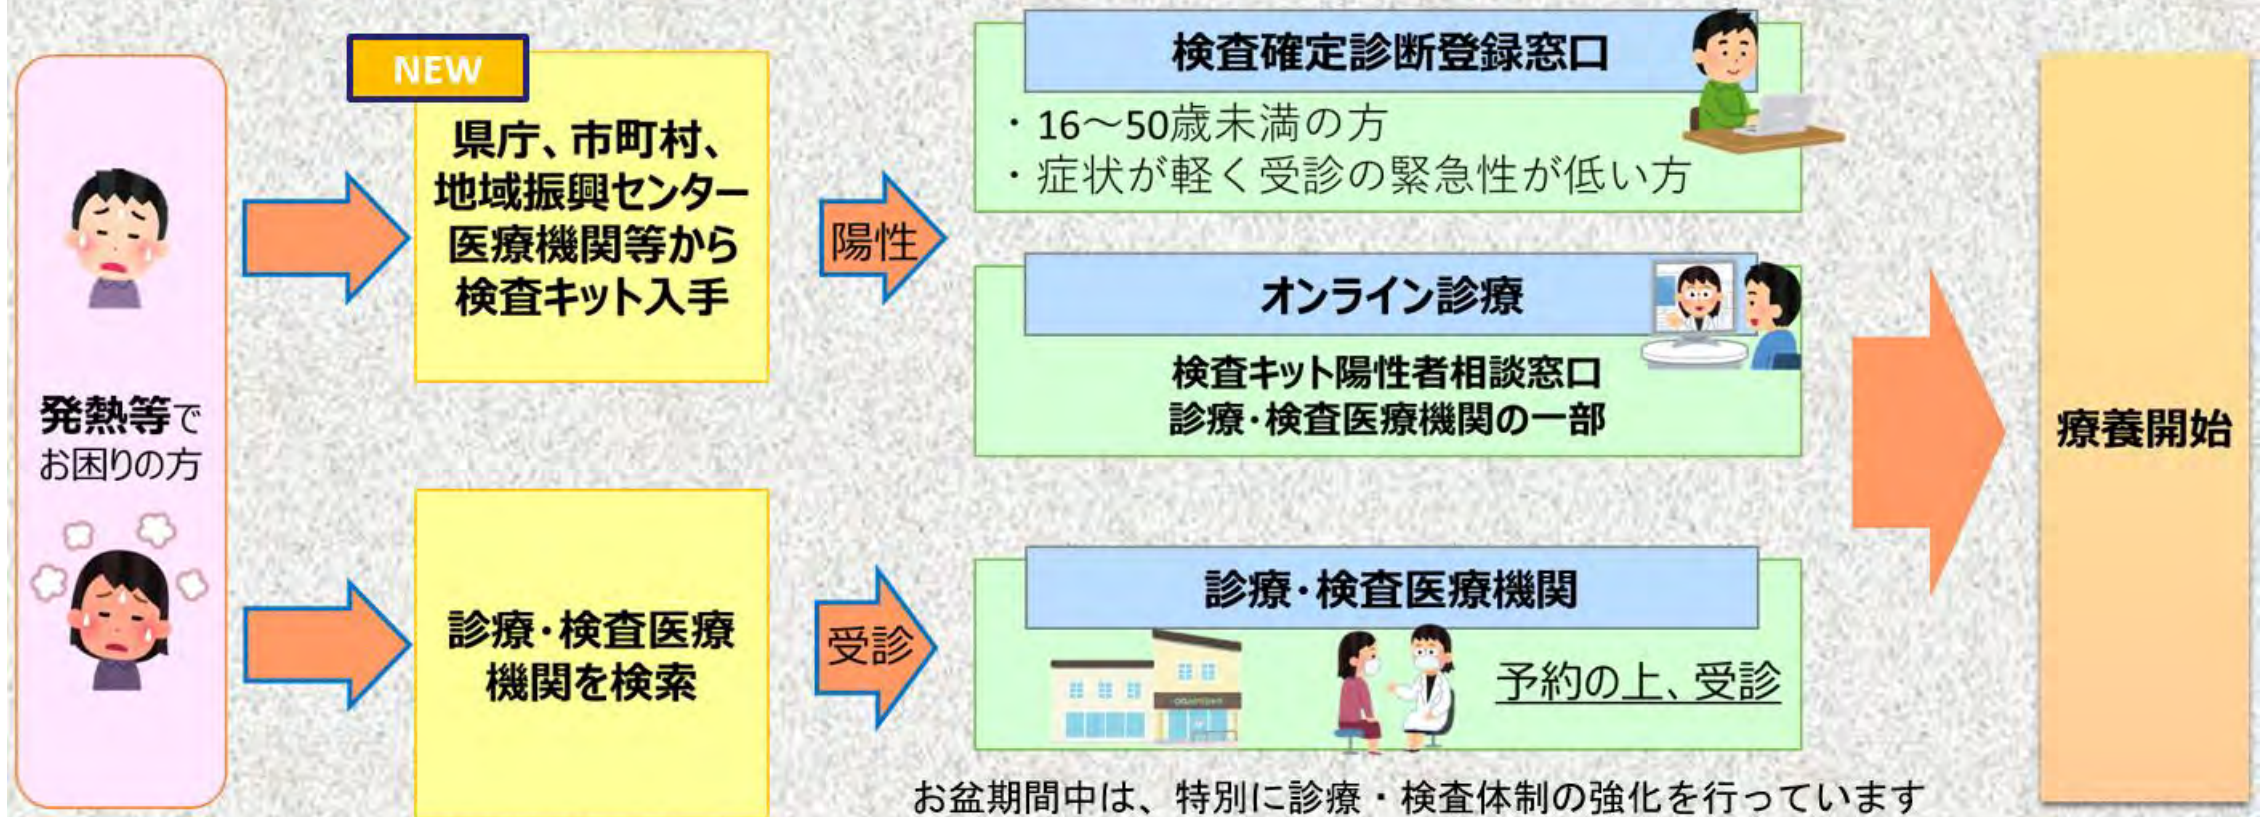 発熱等で
お困りの方
NEW
県庁、市町村、
地域振興センター
医療機関等から
検査キット入手
診療・検査医療
機関を検索
陽性
受診
検査確定診断登録窓口
・16～50歳未満の方
・症状が軽く受診の緊急性が低い方
オンライン診療
検査キット陽性者相談窓口
診療・検査医療機関の一部
診療・検査医療機関
予約の上、受診
お盆期間中は、特別に診療・検査体制の強化を行っています
療養開始